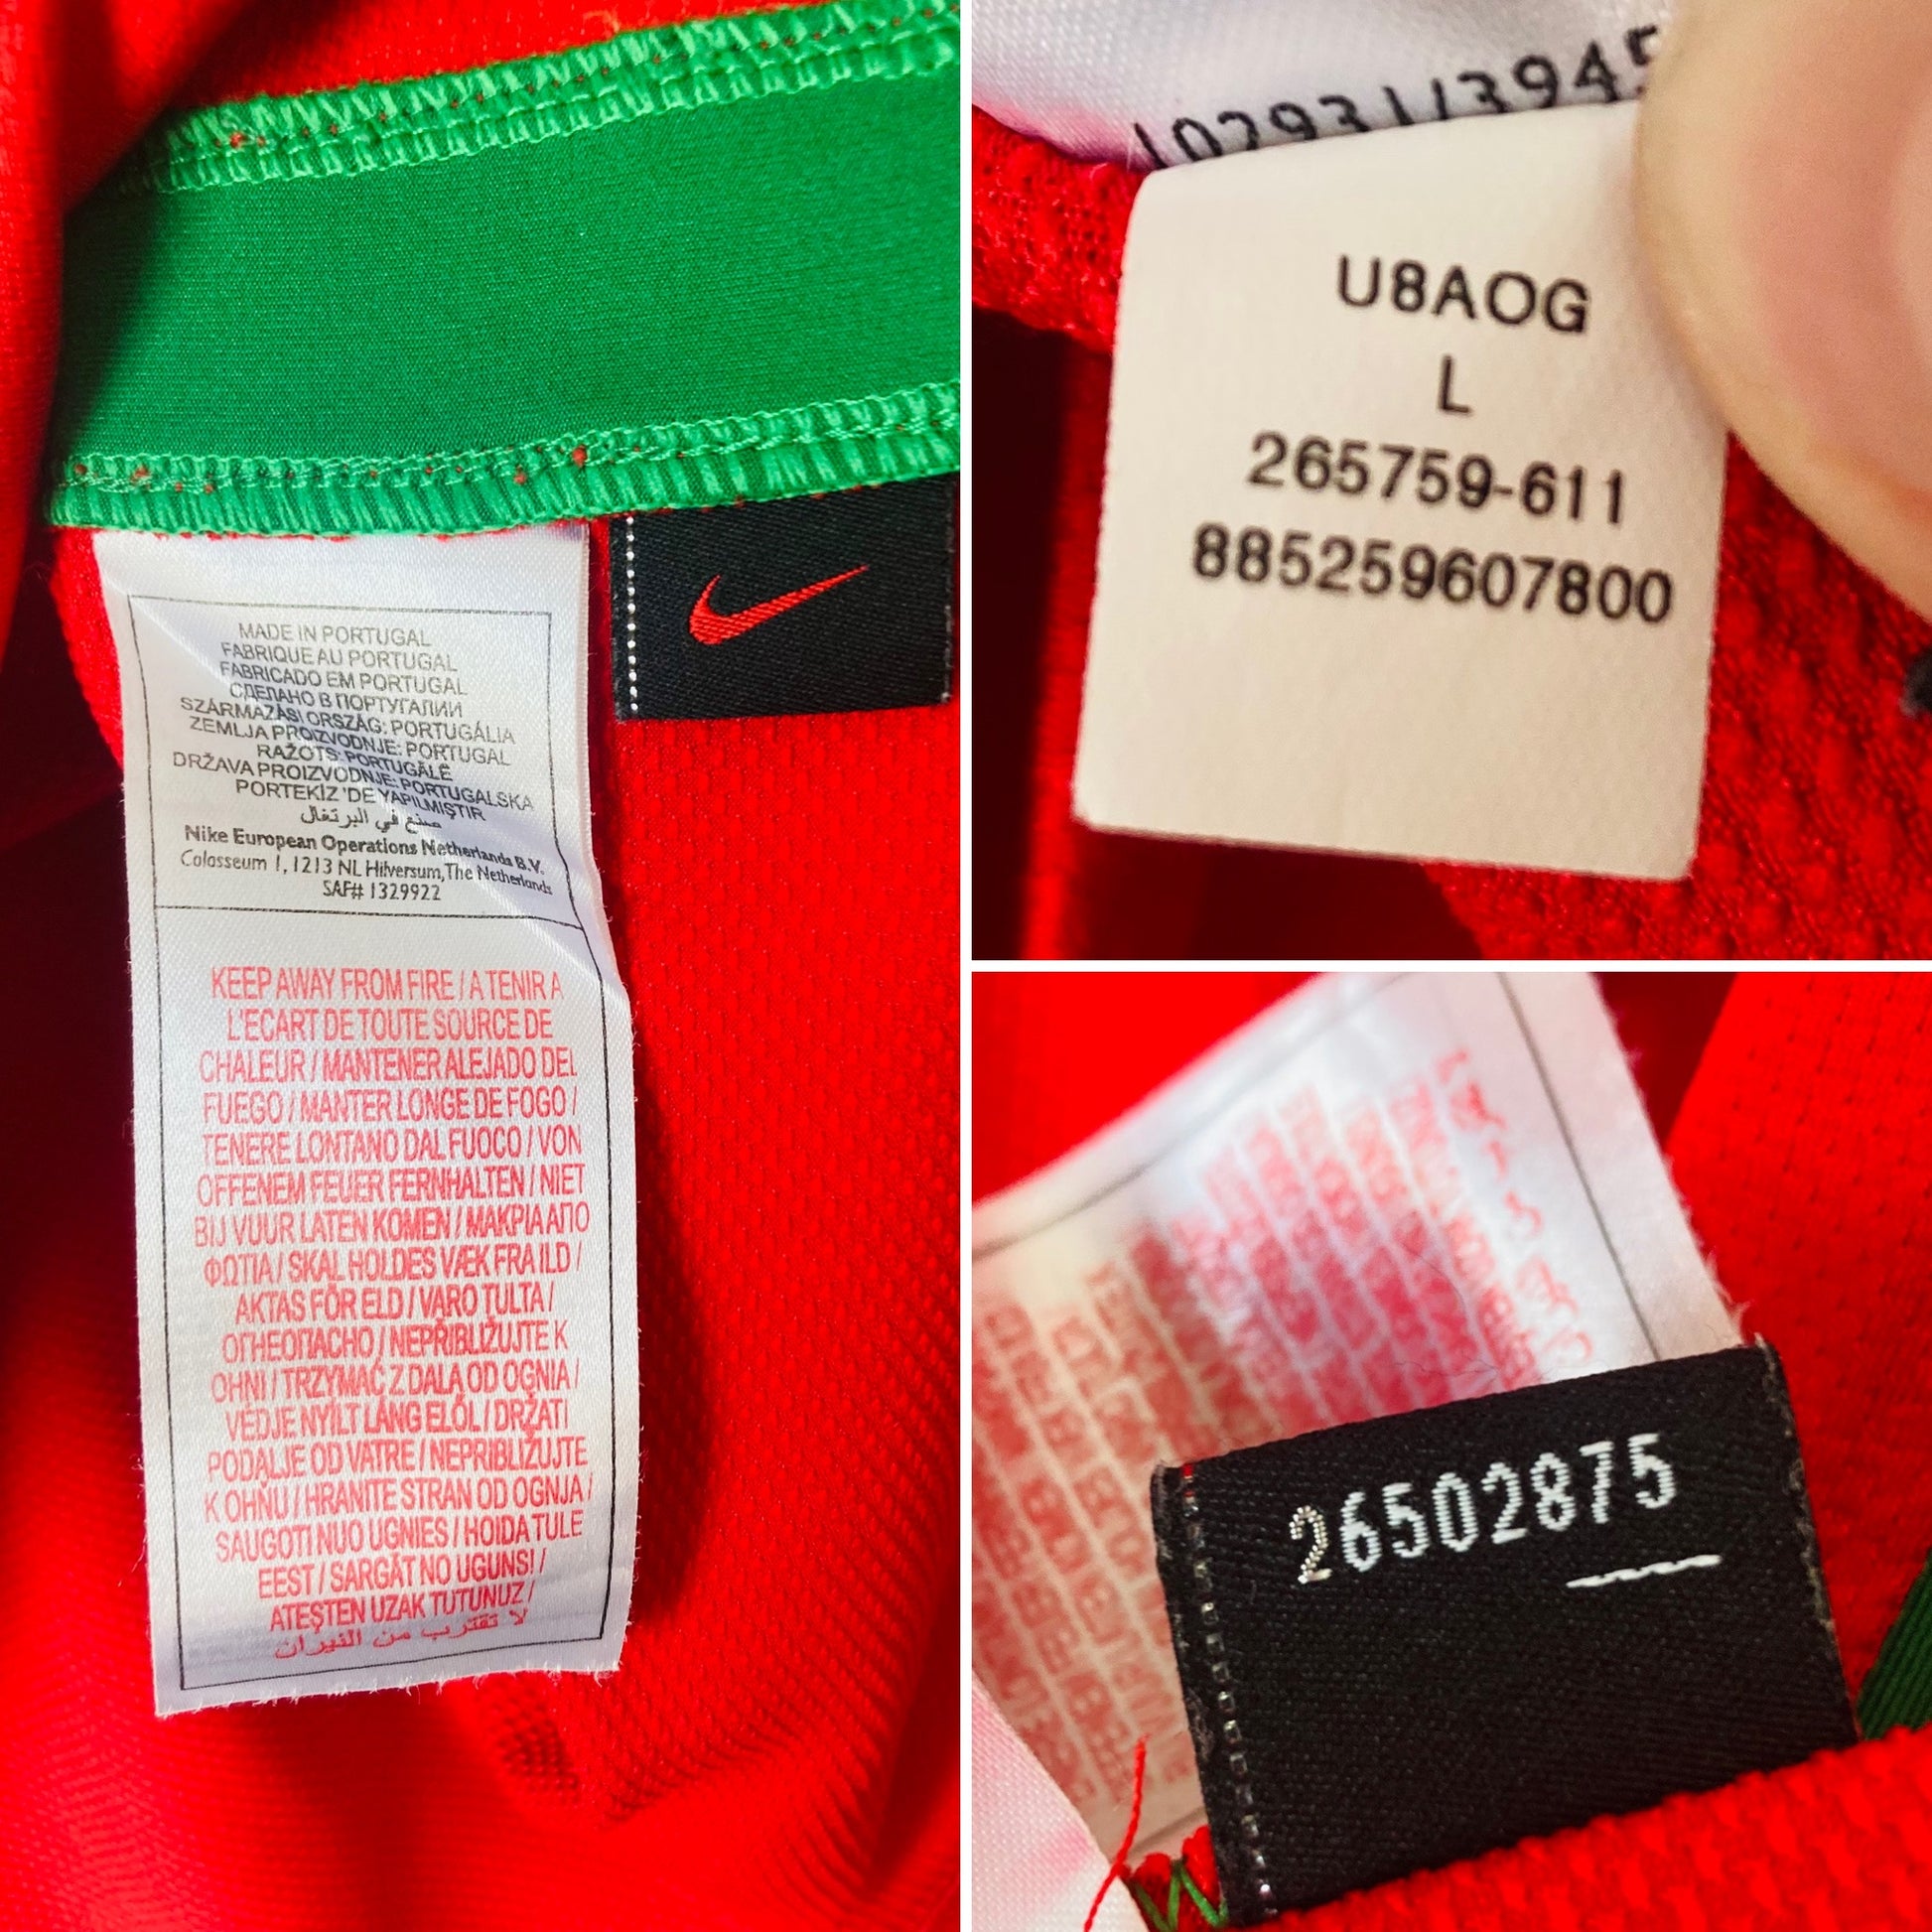 MADE IN PORTUGAL
FABRIQUE AU PORTUGAL
FABRICADO EM PORTUGAL
СДЕЛАНО В ПОРТУГАЛИИ
SZÁRMAZÁSI ORSZÁG: PORTUGÁLIA
ZEMLJA PROIZVODNJE: PORTUGAL
RAŽOTS: PORTUGĀLĒ
DRŽAVA PROIZVODNJE: PORTUGALSKA
PORTEKİZ 'DE YAPILMIŞTIR
صنع في البرتغال
Nike European Operations Netherlands B.V.
Colosseum 1, 1213 NL Hilversum, The Netherlands
SAF# 1329922
KEEP AWAY FROM FIRE / A TENIR A
L'ECART DE TOUTE SOURCE DE
CHALEUR / MANTENER ALEJADO DEL
FUEGO / MANTER LONGE DE FOGO /
TENERE LONTANO DAL FUOCO / VON
OFFENEM FEUER FERNHALTEN / NIET
BIJ VUUR LATEN KOMEN / ΜΑΚΡΙΑ ΑΠΟ
ΦΩΤΙΑ / SKAL HOLDES VÆK FRA ILD /
AKTAS FÖR ELD / VARO TULTA /
ОГНЕОПАСНО / NEPŘIBLIŽUJTE K
OHNI / TRZYMAĆ Z DALA OD OGNIA /
VÉDJE NYÍLT LÁNG ELŐL / DRŽATI
PODALJE OD VATRE / NEPRIBLIŽUJTE
K OHŇU / HRANITE STRAN OD OGNJA /
SAUGOTI NUO UGNIES / HOIDA TULE
EEST / SARGĀT NO UGUNS! /
ATEŞTEN UZAK TUTUNUZ /
لا تقترب من النيران
102931/3945
U8AOG
L
265759-611
885259607800
26502875